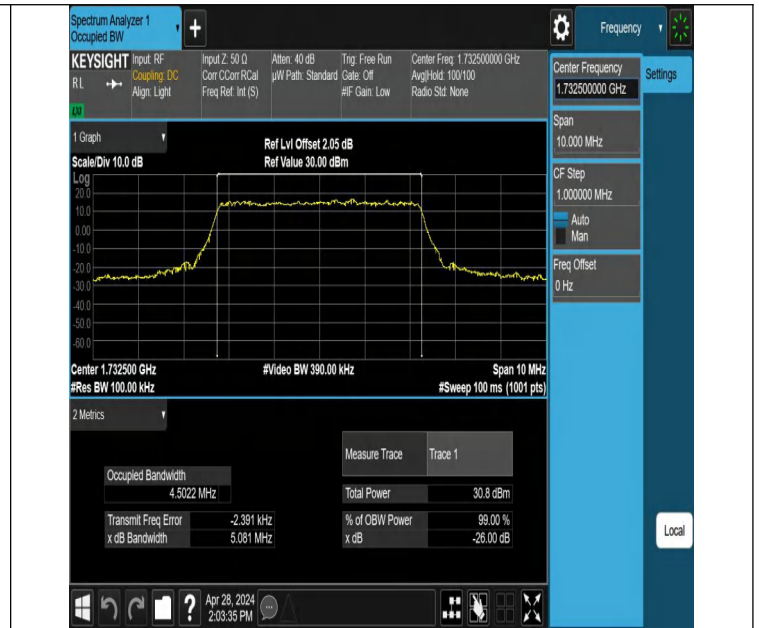 Spectrum Analyzer 1
Occupied BW
+
Frequency
KEYSIGHT Input: RF Input Z: 50 Ω Atten: 40 dB Trig: Free Run Center Freq: 1.732500000 GHz
RL Coupling: DC Corr CCorr RCal µW Path: Standard Gate: Off Avg|Hold: 100/100
Align: Light Freq Ref: Int (S) #IF Gain: Low Radio Std: None
LXI
Center Frequency
1.732500000 GHz
Settings
Span
10.000 MHz
CF Step
1.000000 MHz
Auto
Man
Freq Offset
0 Hz
1 Graph
Ref Lvl Offset 2.05 dB
Scale/Div 10.0 dB Ref Value 30.00 dBm
Log
20.0
10.0
0.00
-10.0
-20.0
-30.0
-40.0
-50.0
-60.0
Center 1.732500 GHz #Video BW 390.00 kHz Span 10 MHz
#Res BW 100.00 kHz #Sweep 100 ms (1001 pts)
2 Metrics
Measure Trace Trace 1
Occupied Bandwidth
4.5022 MHz
Total Power 30.8 dBm
Transmit Freq Error -2.391 kHz % of OBW Power 99.00 %
x dB Bandwidth 5.081 MHz x dB -26.00 dB
Local
? Apr 28, 2024
2:03:35 PM